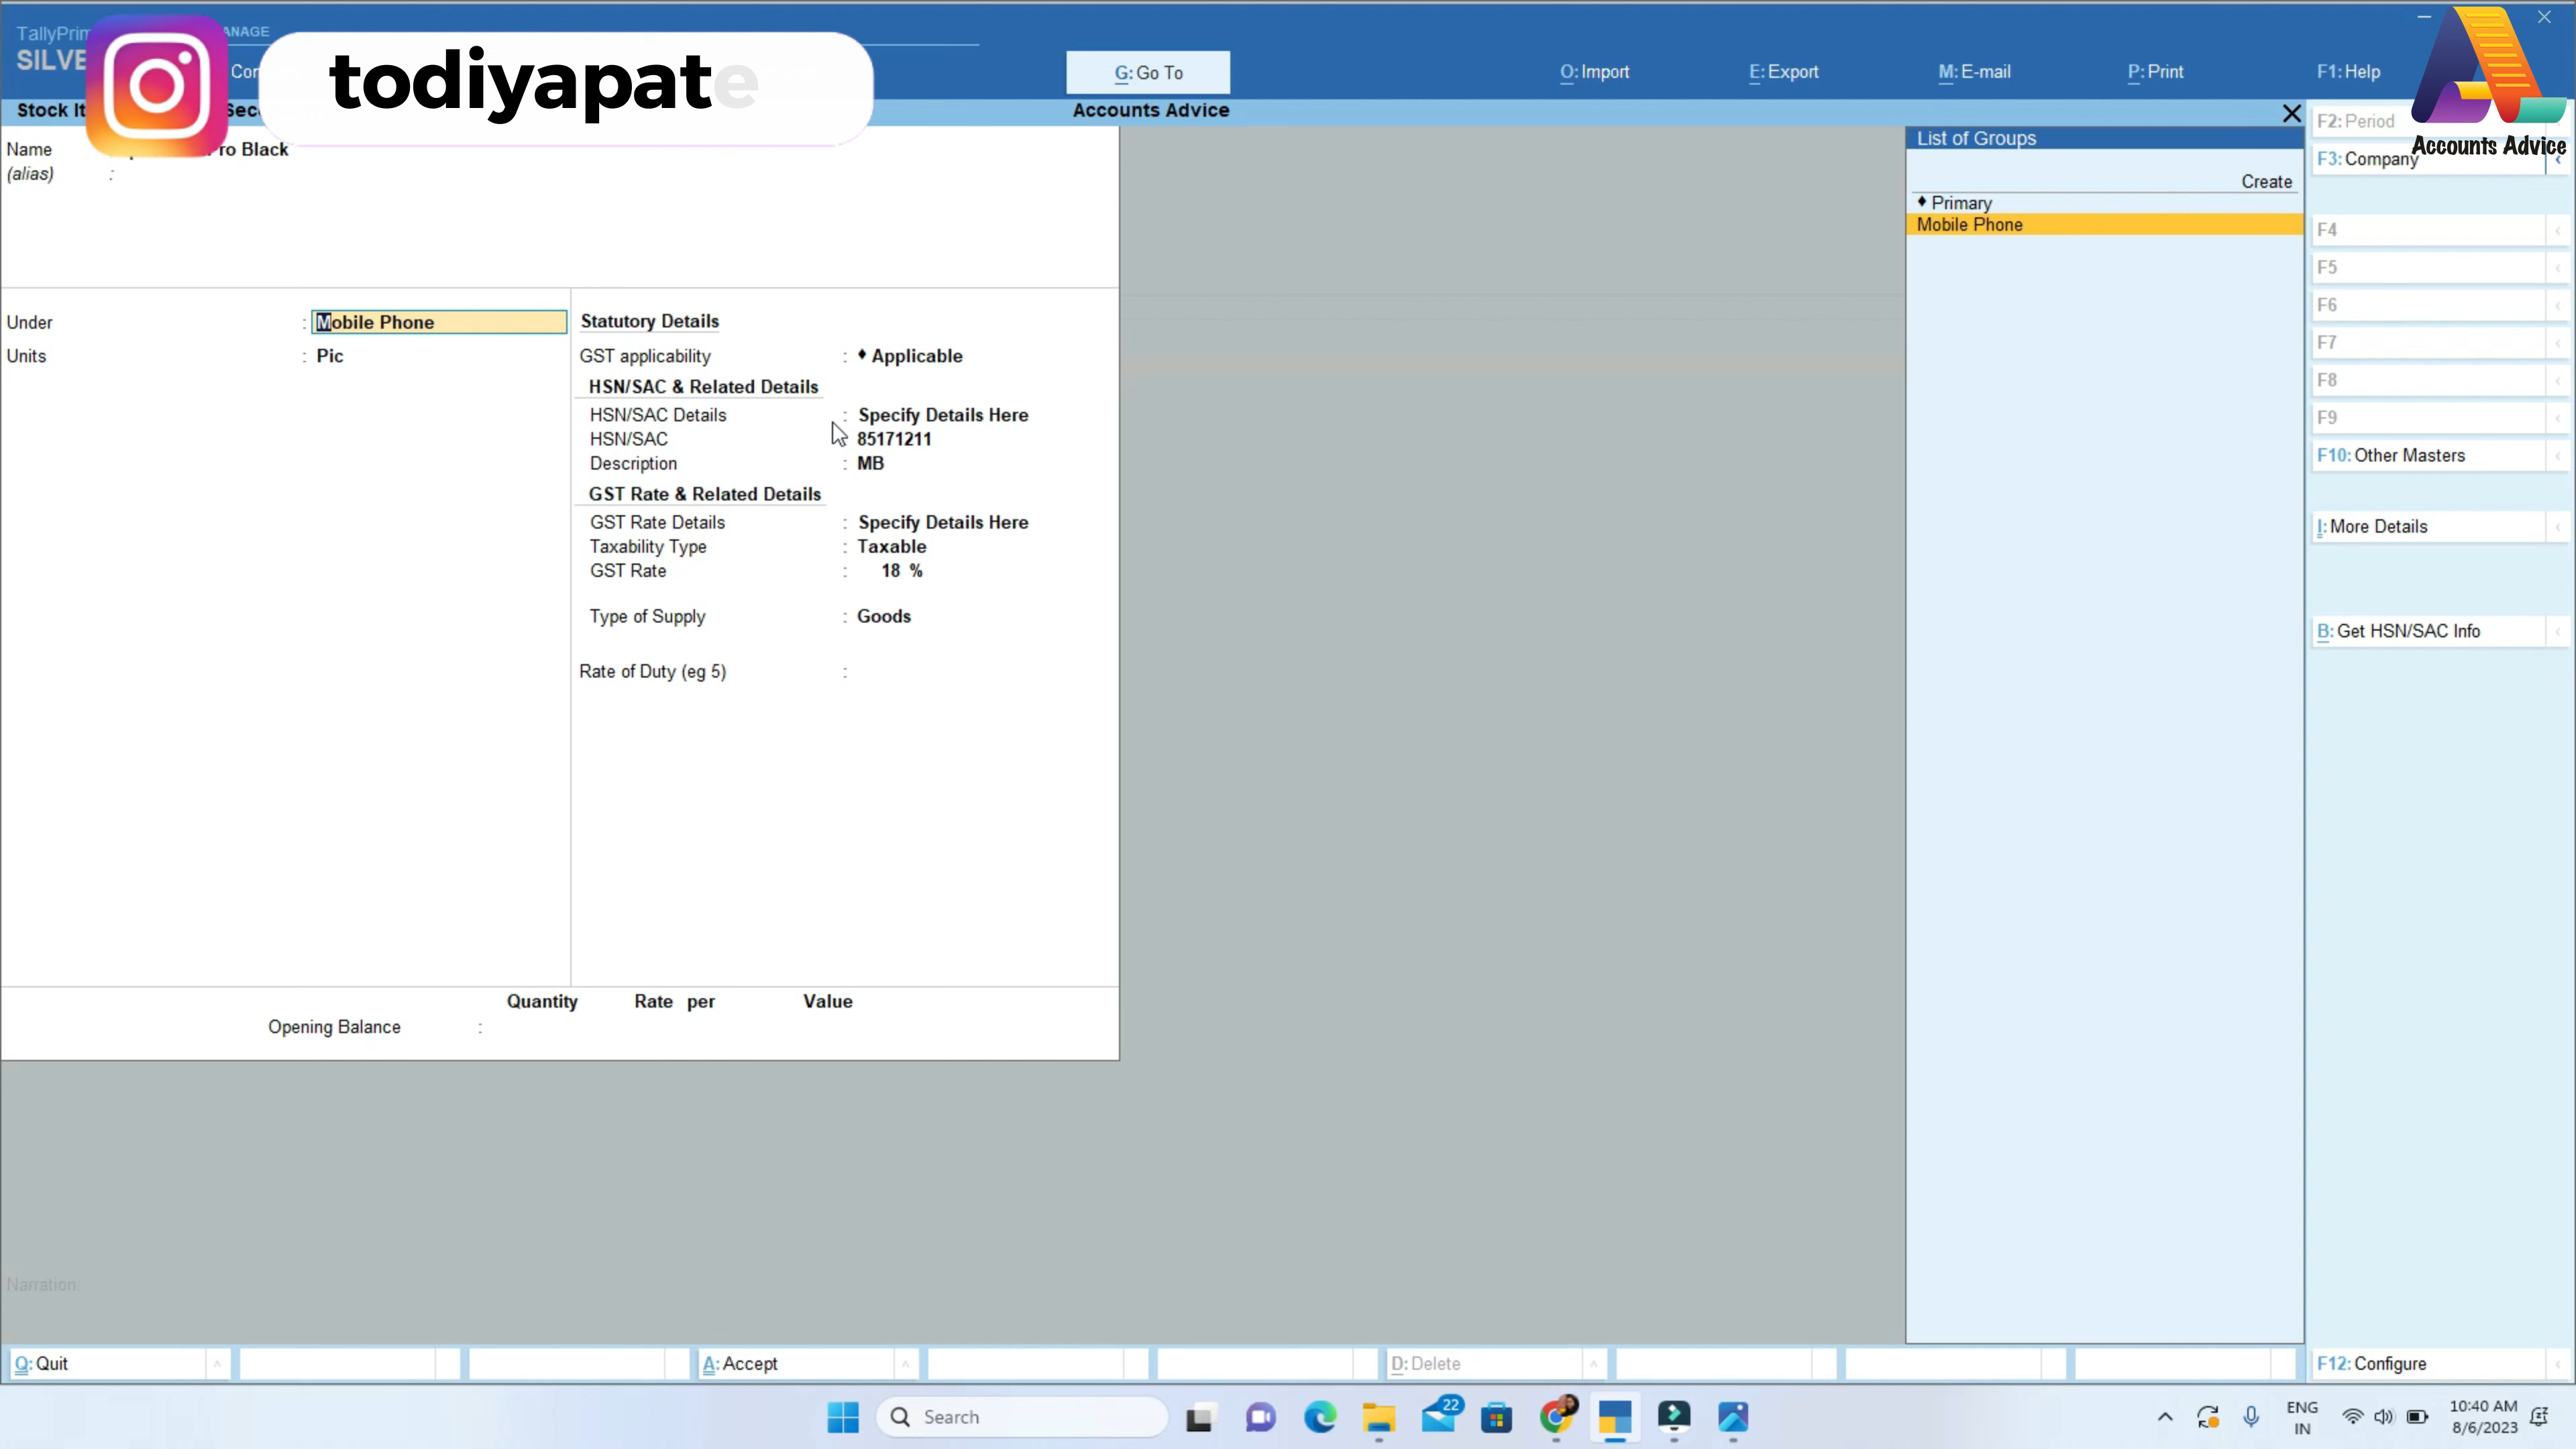 TallyPrim
SILVE
ANAGE
todiyapate
G: Go To
O: Import
E: Export
M: E-mail
P: Print
F1: Help
Stock It
Sec
Accounts Advice
Accounts Advice
Name
ro Black
(alias) :
Under : Mobile Phone
Units : Pic
Statutory Details
GST applicability : ♦ Applicable
HSN/SAC & Related Details
HSN/SAC Details : Specify Details Here
HSN/SAC : 85171211
Description : MB
GST Rate & Related Details
GST Rate Details : Specify Details Here
Taxability Type : Taxable
GST Rate : 18 %
Type of Supply : Goods
Rate of Duty (eg 5) :
Quantity Rate per Value
Opening Balance :
Narration:
List of Groups
Create
♦ Primary
Mobile Phone
F2: Period
F3: Company
F4
F5
F6
F7
F8
F9
F10: Other Masters
I: More Details
B: Get HSN/SAC Info
F12: Configure
Q: Quit
A: Accept
D: Delete
Search
22
ENG
IN
10:40 AM
8/6/2023